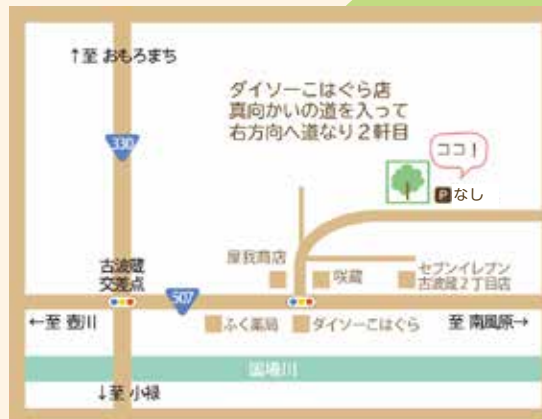 ↑至 おもろまち
ダイソーこはぐら店
真向かいの道を入って
右方向へ道なり2軒目
330
ココ！
P なし
屋我商店
咲蔵
セブンイレブン
古波蔵2丁目店
古波蔵
交差点
507
←至 壺川
ふく薬局
ダイソーこはぐら
至 南風原→
国場川
↓至 小禄